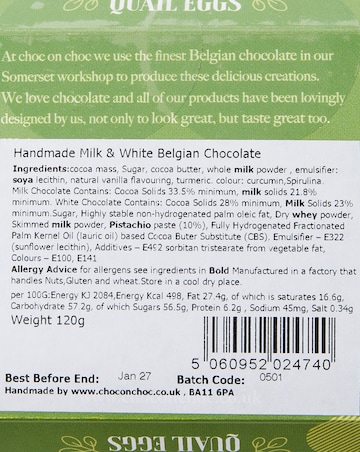 QUAIL EGGS
At choc on choc we use the finest Belgian chocolate in our
Somerset workshop to produce these delicious creations.
We love chocolate and all of our products have been lovingly
designed by us, not only to look great, but taste great too.
Handmade Milk & White Belgian Chocolate
Ingredients:cocoa mass, Sugar, cocoa butter, whole milk powder , emulsifier:
soya lecithin, natural vanilla flavouring, turmeric. colour: curcumin,Spirulina.
Milk Chocolate Contains: Cocoa Solids 33.5% minimum, milk solids 21.8%
minimum. White Chocolate Contains: Cocoa Solids 28% minimum, Milk Solids 23%
minimum.Sugar, Highly stable non-hydrogenated palm oleic fat, Dry whey powder,
Skimmed milk powder, Pistachio paste (10%), Fully Hydrogenated Fractionated
Palm Kernel Oil (lauric oil) based Cocoa Buter Substitute (CBS). Emulsifier – E322
(sunflower lecithin), Additives – E492 sorbitan tristearate from vegetable fat,
Colours – E100, E141
Allergy Advice for allergens see ingredients in Bold Manufactured in a factory that
handles Nuts,Gluten and wheat.Store in a cool dry place.
per 100G:Energy KJ 2084,Energy Kcal 498, Fat 27.4g, of which is saturates 16.6g,
Carbohydrate 57.2g, of which Sugars 56.5g, Protein 6.2g , Sodium 45mg, Salt 0.34g
Weight 120g
5 060952 024740
Best Before End: Jan 27 Batch Code: 0501
Handmade by www.choconchoc.co.uk , BA11 6PA
QUAIL EGGS